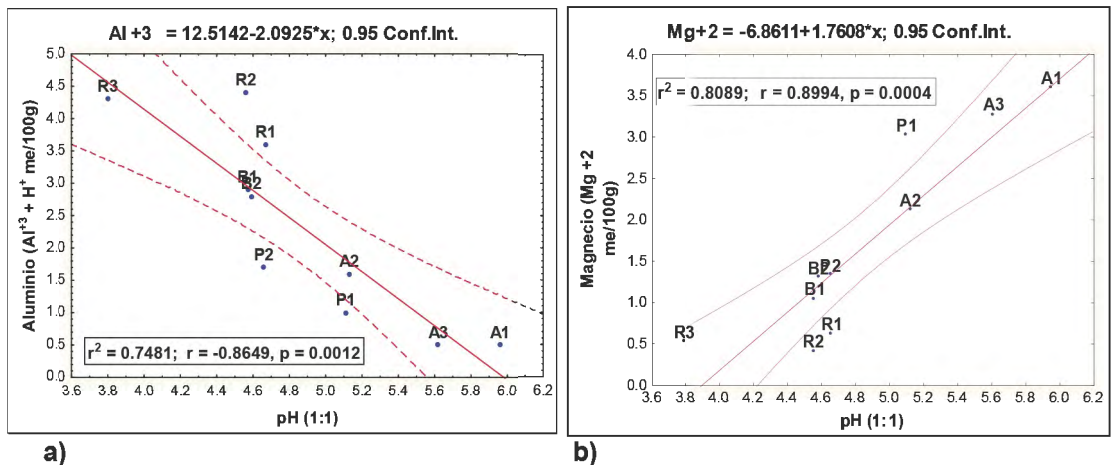 Al +3 = 12.5142-2.0925*x; 0.95 Conf.Int.
Aluminio (Al+3 + H+ me/100g)
5.0
4.5
4.0
3.5
3.0
2.5
2.0
1.5
1.0
0.5
0.0
R3
R2
R1
B1
B2
P2
A2
P1
A3
A1
r2 = 0.7481; r = -0.8649, p = 0.0012
3.6 3.8 4.0 4.2 4.4 4.6 4.8 5.0 5.2 5.4 5.6 5.8 6.0 6.2
pH (1:1)
a)
Mg+2 = -6.8611+1.7608*x; 0.95 Conf.Int.
Magnecio (Mg +2
me/100g)
4.0
3.5
3.0
2.5
2.0
1.5
1.0
0.5
0.0
r2 = 0.8089; r = 0.8994, p = 0.0004
A1
A3
P1
A2
B2
P2
B1
R3
R1
R2
3.6 3.8 4.0 4.2 4.4 4.6 4.8 5.0 5.2 5.4 5.6 5.8 6.0 6.2
pH (1:1)
b)